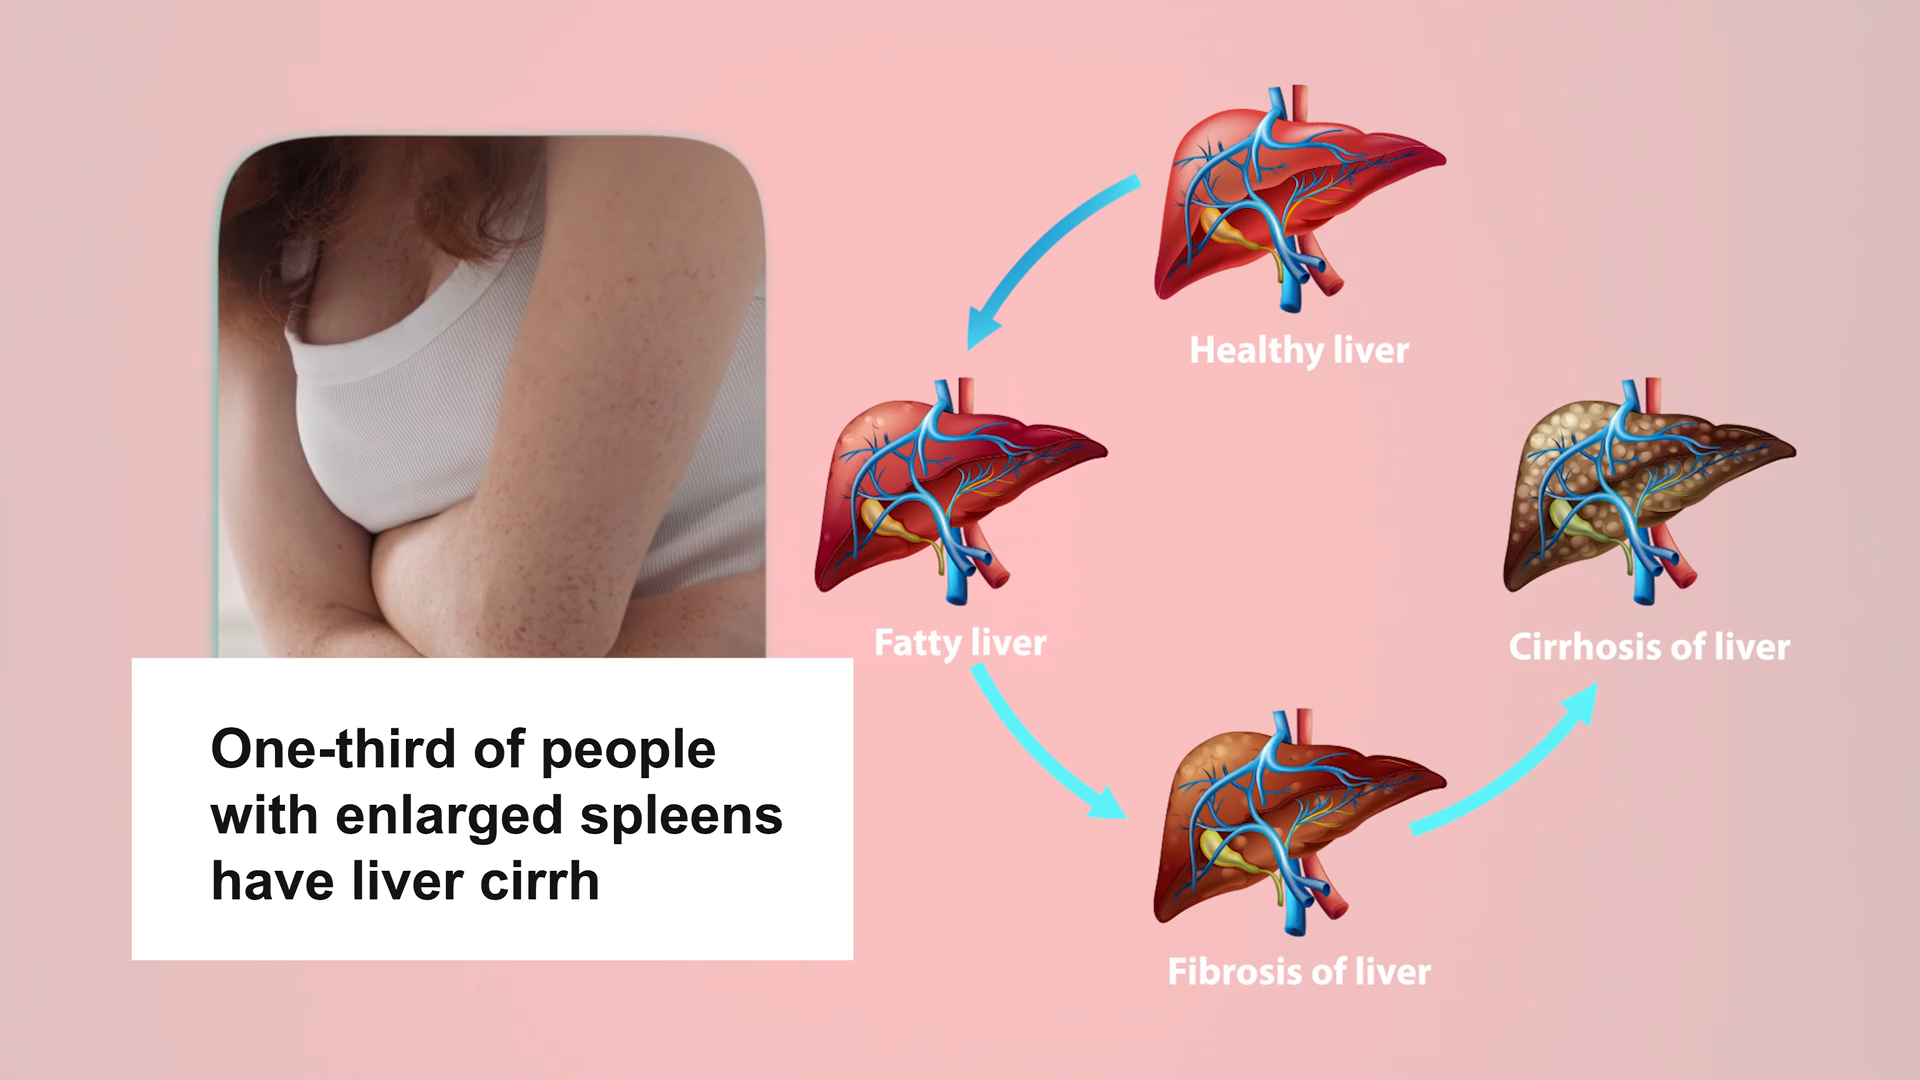 Healthy liver
Fatty liver
Cirrhosis of liver
One-third of people
with enlarged spleens
have liver cirrh
Fibrosis of liver